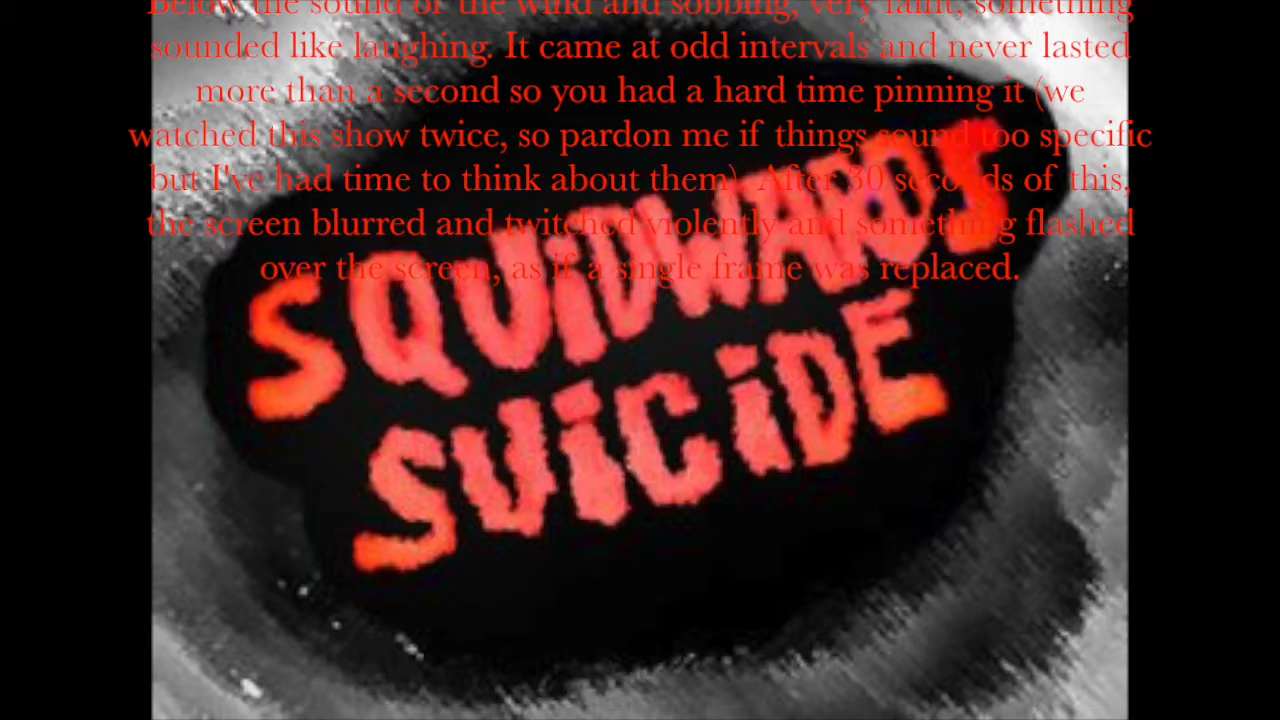 Below the sound of the wind and sobbing, very faint, something
sounded like laughing. It came at odd intervals and never lasted
more than a second so you had a hard time pinning it (we
watched this show twice, so pardon me if things sound too specific
but I've had time to think about them). After 30 seconds of this,
the screen blurred and twitched violently and something flashed
over the screen, as if a single frame was replaced.
SQUiDWARDS
SUiCiDE